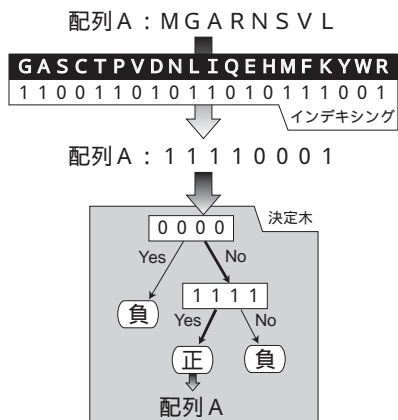 配列A：MGARNSVL
GASCTPVDNLIQEHMFKYWR
11001101011010111001
インデキシング
配列A：11110001
決定木
0000
Yes No
負 1111
Yes No
正 負
配列A